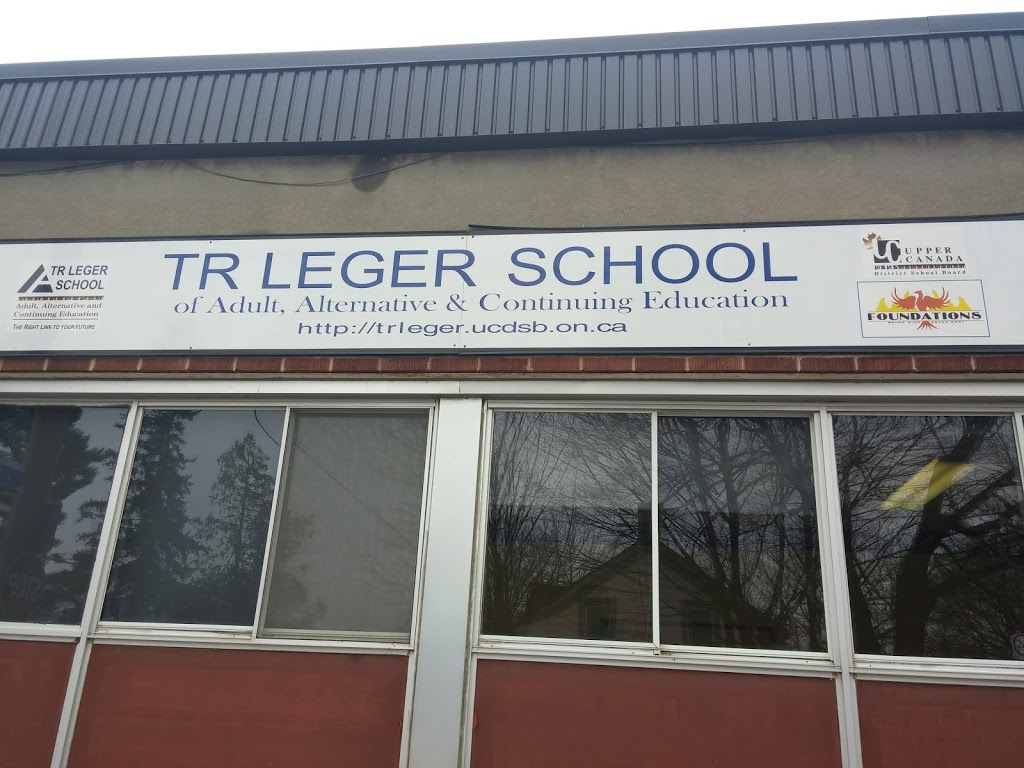 TR LEGER
SCHOOL
Adult, Alternative and
Continuing Education
THE RIGHT LINK TO YOUR FUTURE
TR LEGER SCHOOL
of Adult, Alternative & Continuing Education
http://trleger.ucdsb.on.ca
UC UPPER
CANADA
District School Board
FOUNDATIONS